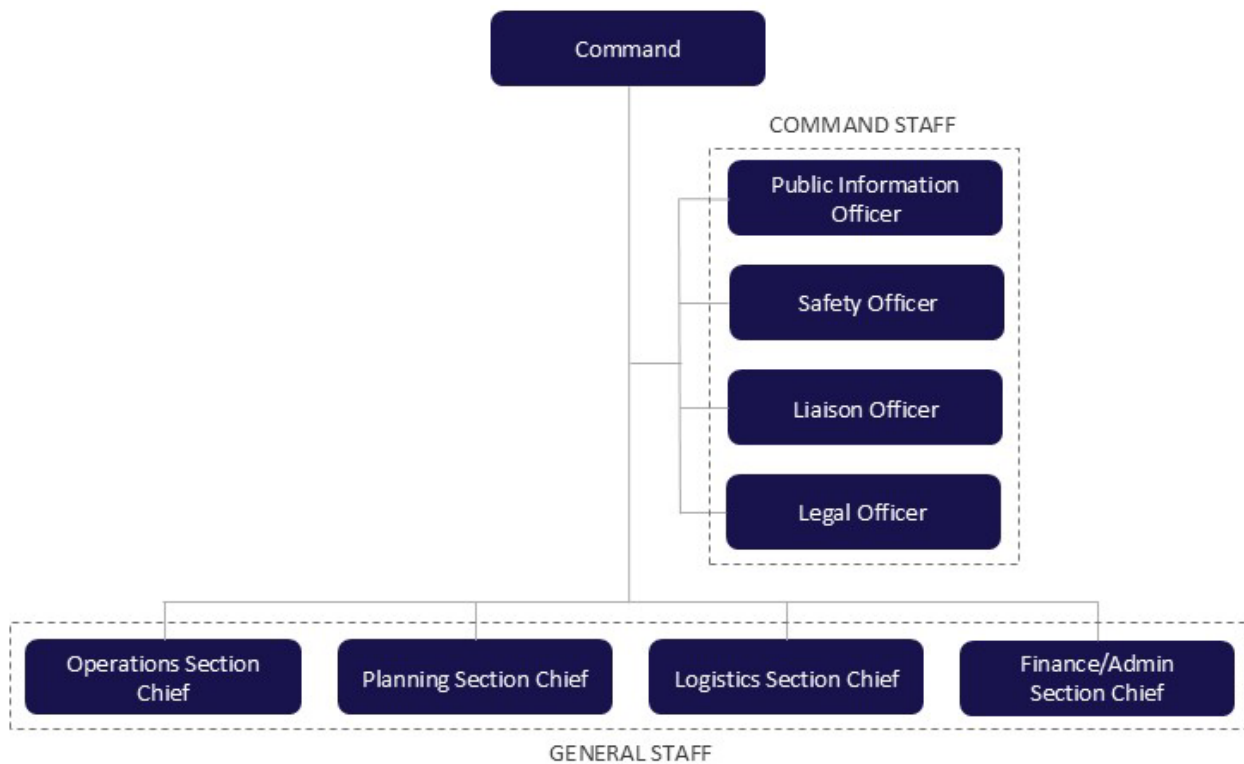 Command
COMMAND STAFF
Public Information
Officer
Safety Officer
Liaison Officer
Legal Officer
Operations Section
Chief
Planning Section Chief
Logistics Section Chief
Finance/Admin
Section Chief
GENERAL STAFF